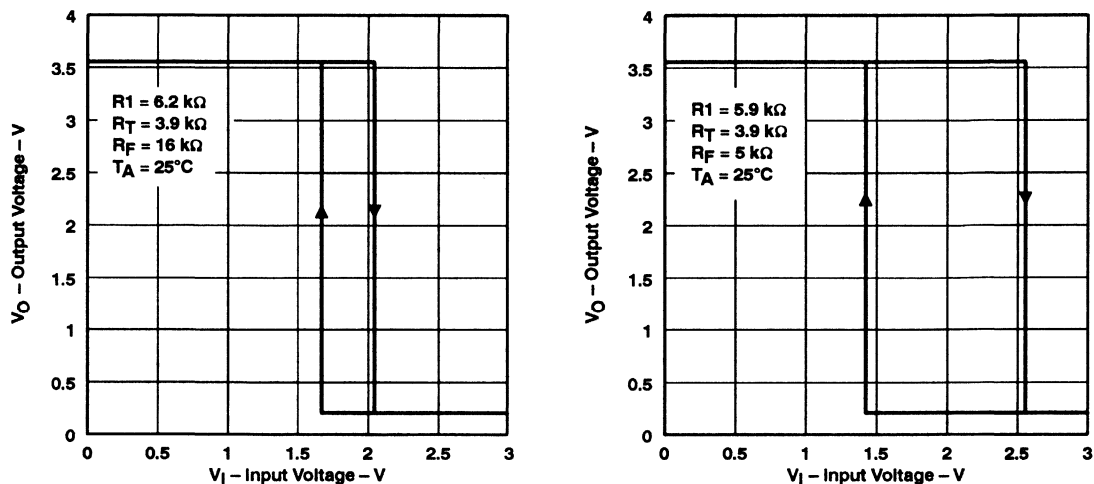 4
3.5
3
2.5
2
1.5
1
0.5
0
VO – Output Voltage – V
R1 = 6.2 kΩ
RT = 3.9 kΩ
RF = 16 kΩ
TA = 25°C
0 0.5 1 1.5 2 2.5 3
VI – Input Voltage – V
4
3.5
3
2.5
2
1.5
1
0.5
0
VO – Output Voltage – V
R1 = 5.9 kΩ
RT = 3.9 kΩ
RF = 5 kΩ
TA = 25°C
0 0.5 1 1.5 2 2.5 3
VI – Input Voltage – V